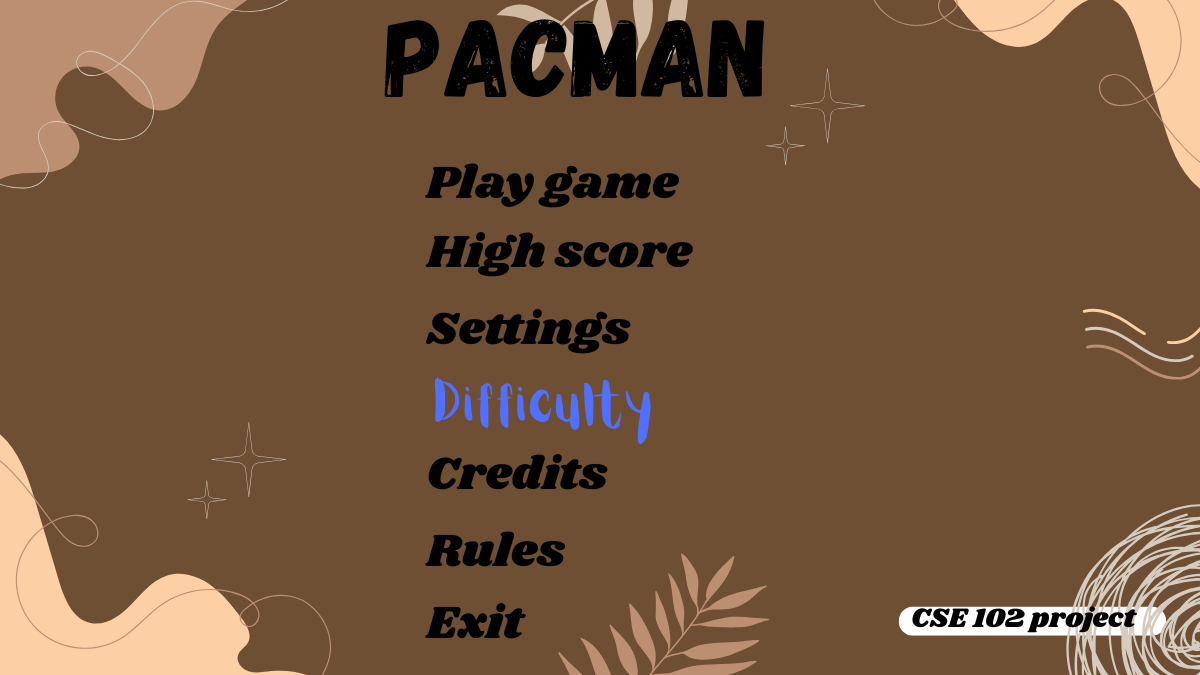 PACMAN
Play game
High score
Settings
Difficulty
Credits
Rules
Exit
CSE 102 project